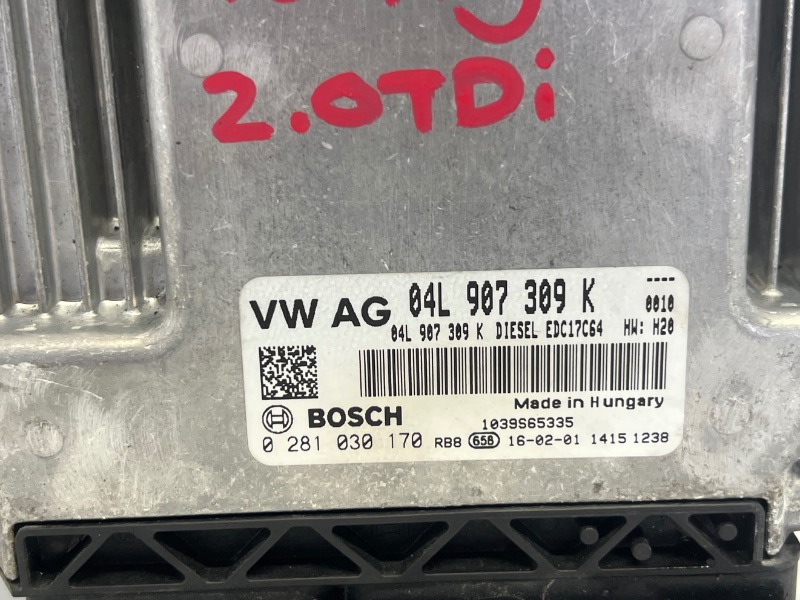 2.0TDi
VW AG 04L 907 309 K ----
0010
04L 907 309 K DIESEL EDC17C64 HW: H20
Made in Hungary
BOSCH 1039S65335
0 281 030 170 RB8 658 16-02-01 1415 1238